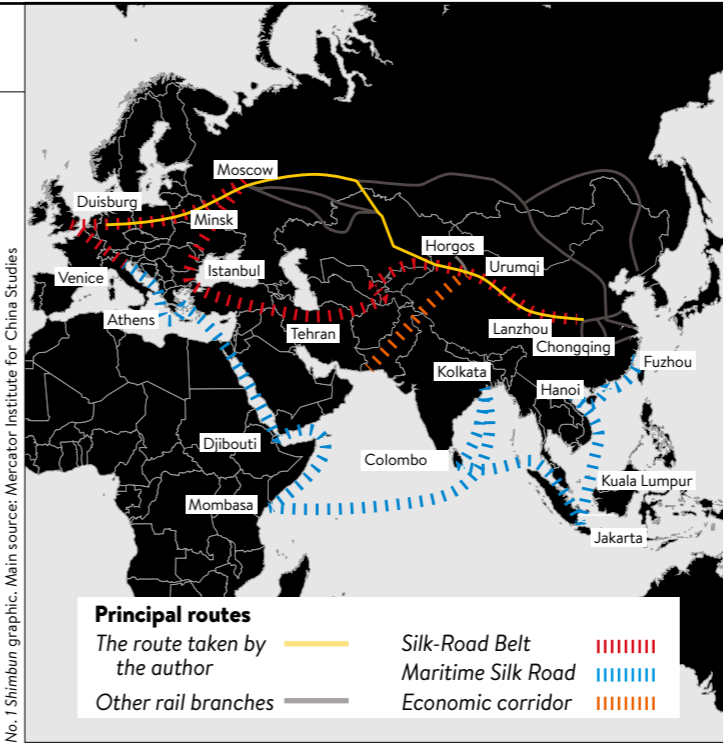 Moscow
Duisburg
Minsk
Horgos
Urumqi
Venice
Istanbul
Athens
Tehran
Lanzhou
Chongqing
Kolkata
Fuzhou
Hanoi
Djibouti
Colombo
Kuala Lumpur
Mombasa
Jakarta
Principal routes
The route taken by
the author
Other rail branches
Silk-Road Belt
Maritime Silk Road
Economic corridor
No.1 Shimbun graphic. Main source: Mercator Institute for China Studies